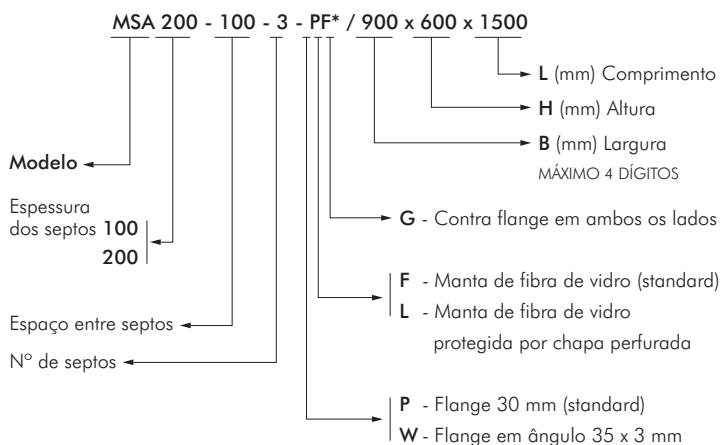 MSA 200 - 100 - 3 - PF* / 900 x 600 x 1500
L (mm) Comprimento
H (mm) Altura
B (mm) Largura
MÁXIMO 4 DÍGITOS
Modelo
Espessura
dos septos 100
200
G - Contra flange em ambos os lados
F - Manta de fibra de vidro (standard)
L - Manta de fibra de vidro
protegida por chapa perfurada
Espaço entre septos
Nº de septos
P - Flange 30 mm (standard)
W - Flange em ângulo 35 x 3 mm